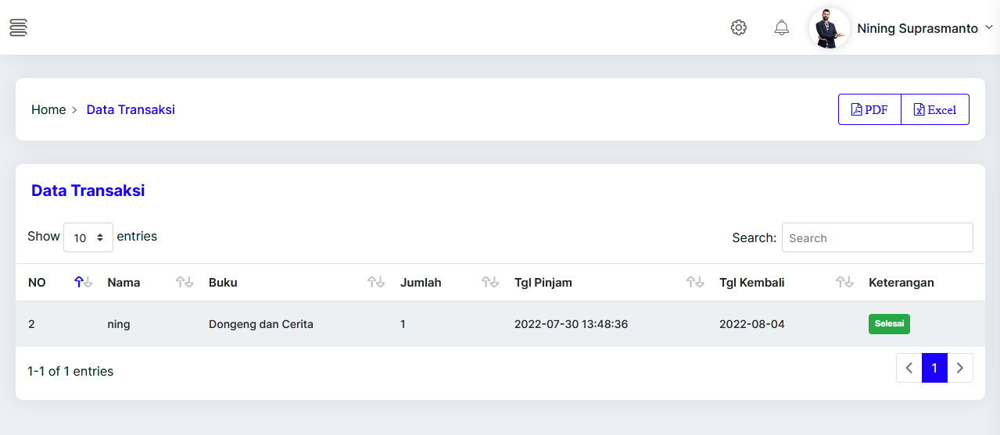 Nining Suprasmanto
Home > Data Transaksi
PDF Excel
Data Transaksi
Show 10 entries
Search: Search
NO Nama Buku Jumlah Tgl Pinjam Tgl Kembali Keterangan
2 ning Dongeng dan Cerita 1 2022-07-30 13:48:36 2022-08-04 Selesai
1-1 of 1 entries
1